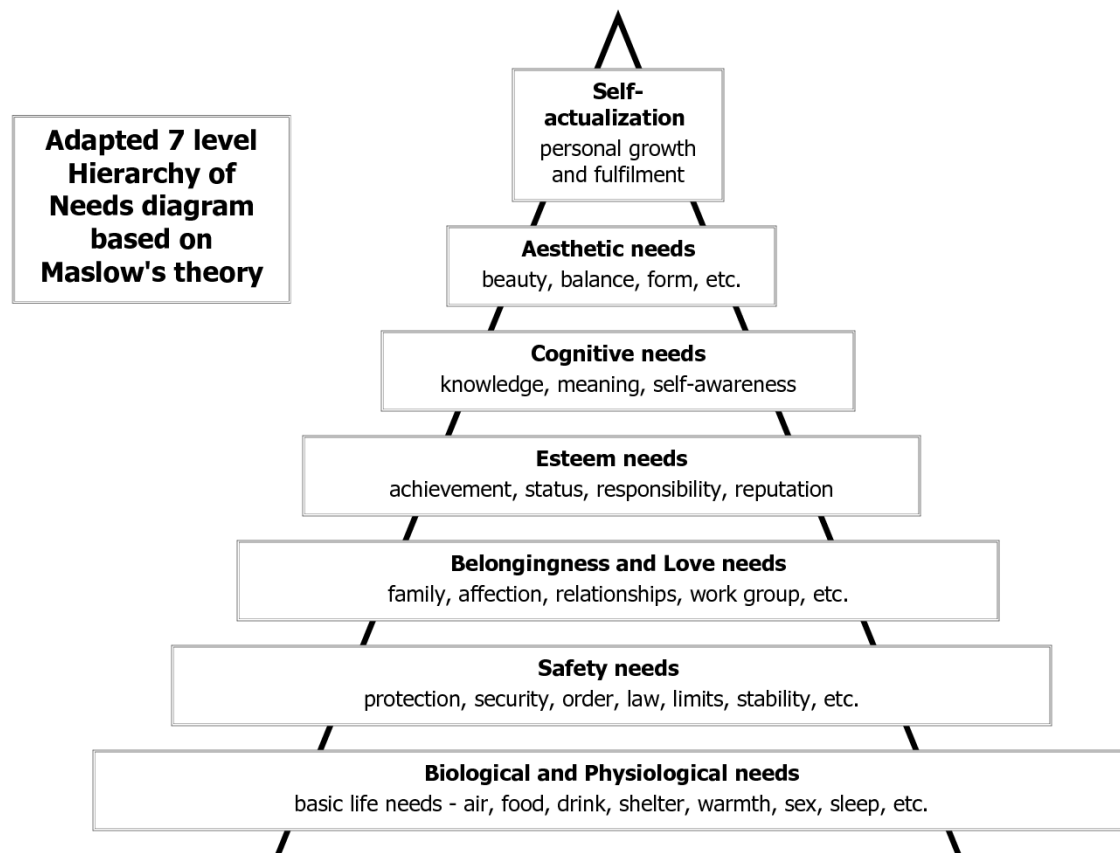 Adapted 7 level
Hierarchy of
Needs diagram
based on
Maslow's theory
Self-
actualization
personal growth
and fulfilment
Aesthetic needs
beauty, balance, form, etc.
Cognitive needs
knowledge, meaning, self-awareness
Esteem needs
achievement, status, responsibility, reputation
Belongingness and Love needs
family, affection, relationships, work group, etc.
Safety needs
protection, security, order, law, limits, stability, etc.
Biological and Physiological needs
basic life needs - air, food, drink, shelter, warmth, sex, sleep, etc.